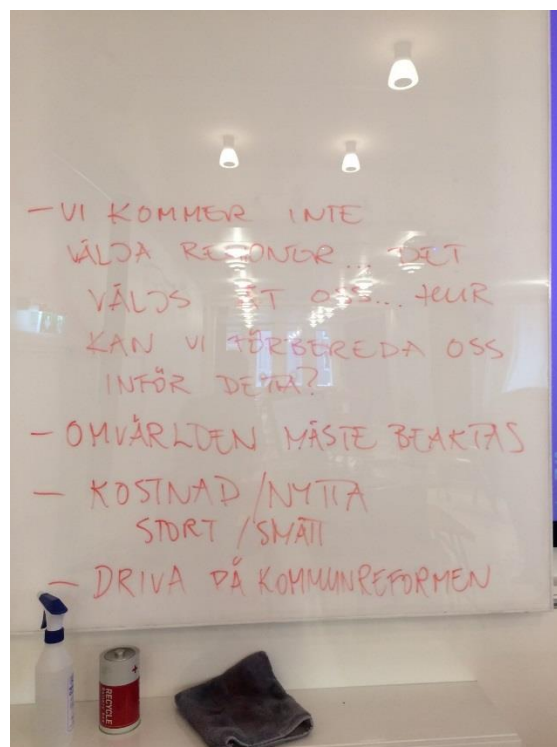 - VI KOMMER INTE
VÄLJA REGIONER... DET
VÄLJS ÅT OSS... HUR
KAN VI FÖRBEREDA OSS
INFÖR DETTA?
- OMVÄRLDEN MÅSTE BEAKTAS
- KOSTNAD/NYTTA
STORT/SMÅTT
- DRIVA PÅ KOMMUNREFORMEN
RECYCLE